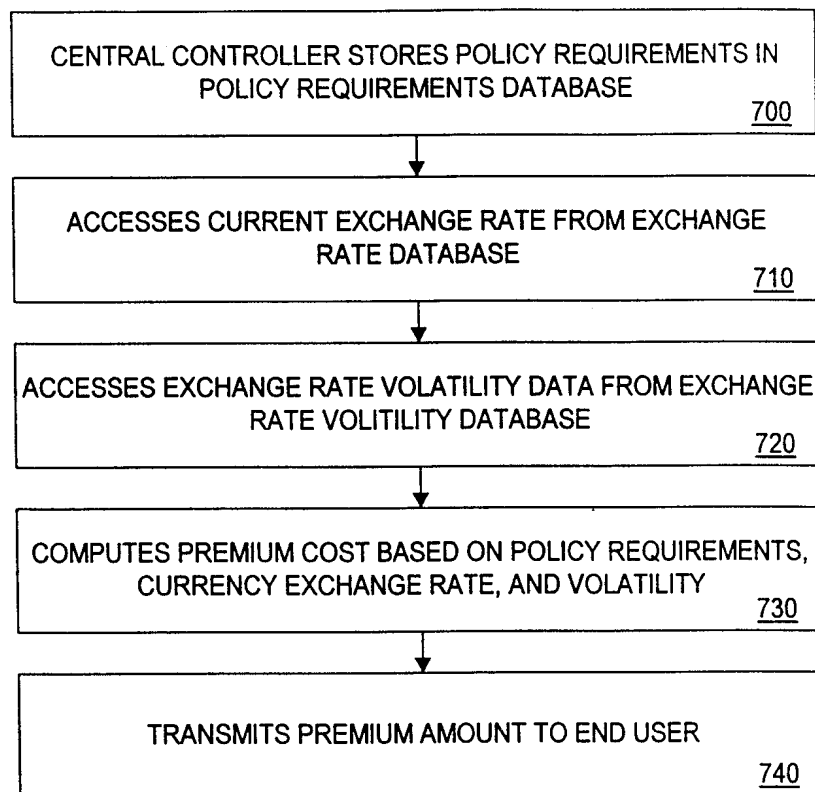 CENTRAL CONTROLLER STORES POLICY REQUIREMENTS IN
POLICY REQUIREMENTS DATABASE
700
ACCESSES CURRENT EXCHANGE RATE FROM EXCHANGE
RATE DATABASE
710
ACCESSES EXCHANGE RATE VOLATILITY DATA FROM EXCHANGE
RATE VOLITILITY DATABASE
720
COMPUTES PREMIUM COST BASED ON POLICY REQUIREMENTS,
CURRENCY EXCHANGE RATE, AND VOLATILITY
730
TRANSMITS PREMIUM AMOUNT TO END USER
740